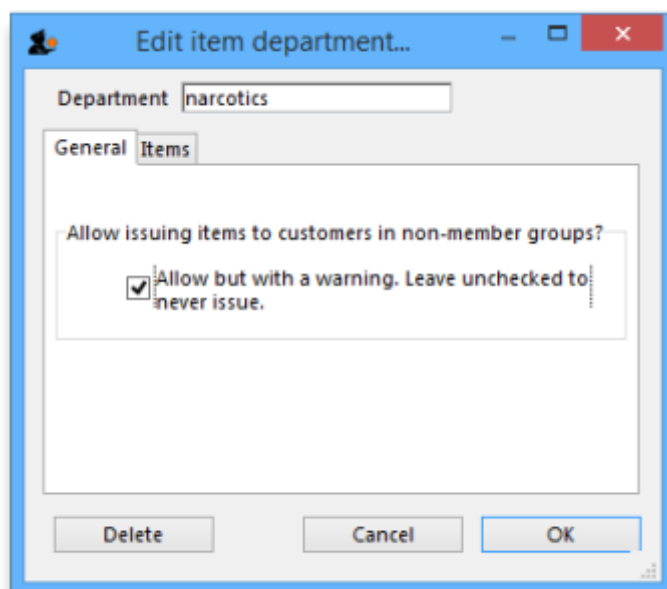 Edit item department...
Department narcotics
General Items
Allow issuing items to customers in non-member groups?
Allow but with a warning. Leave unchecked to
never issue.
Delete Cancel OK